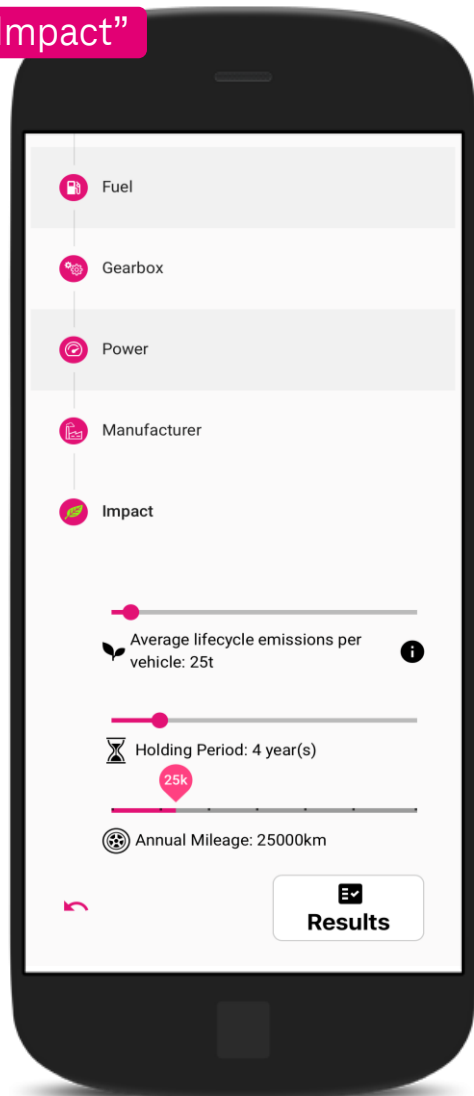 Impact”
Fuel
Gearbox
Power
Manufacturer
Impact
Average lifecycle emissions per
vehicle: 25t
Holding Period: 4 year(s)
25k
Annual Mileage: 25000km
Results